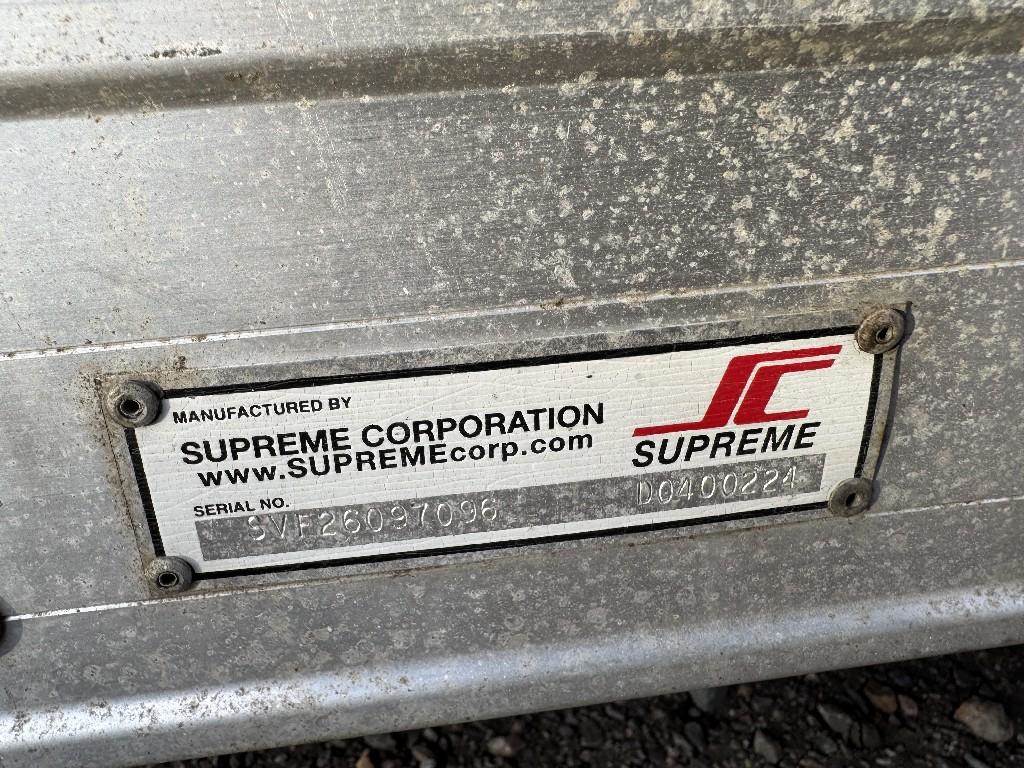 MANUFACTURED BY
SUPREME CORPORATION
www.SUPREMEcorp.com
SUPREME
SERIAL NO.
SVF26097096 D0400224